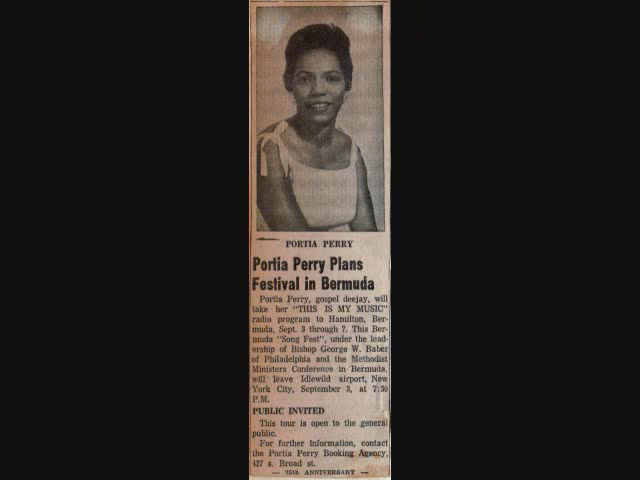 PORTIA PERRY
Portia Perry Plans
Festival in Bermuda
Portia Perry, gospel deejay, will
take her "THIS IS MY MUSIC"
radio program to Hamilton, Ber-
muda, Sept. 3 through 7. This Ber-
muda "Song Fest", under the lead-
ership of Bishop George W. Baber
of Philadelphia and the Methodist
Ministers Conference in Bermuda,
will leave Idlewild airport, New
York City, September 3, at 7:30
P.M.
PUBLIC INVITED
This tour is open to the general
public.
For further Information, contact
the Portia Perry Booking Agency,
427 s. Broad st.
— 75th ANNIVERSARY —